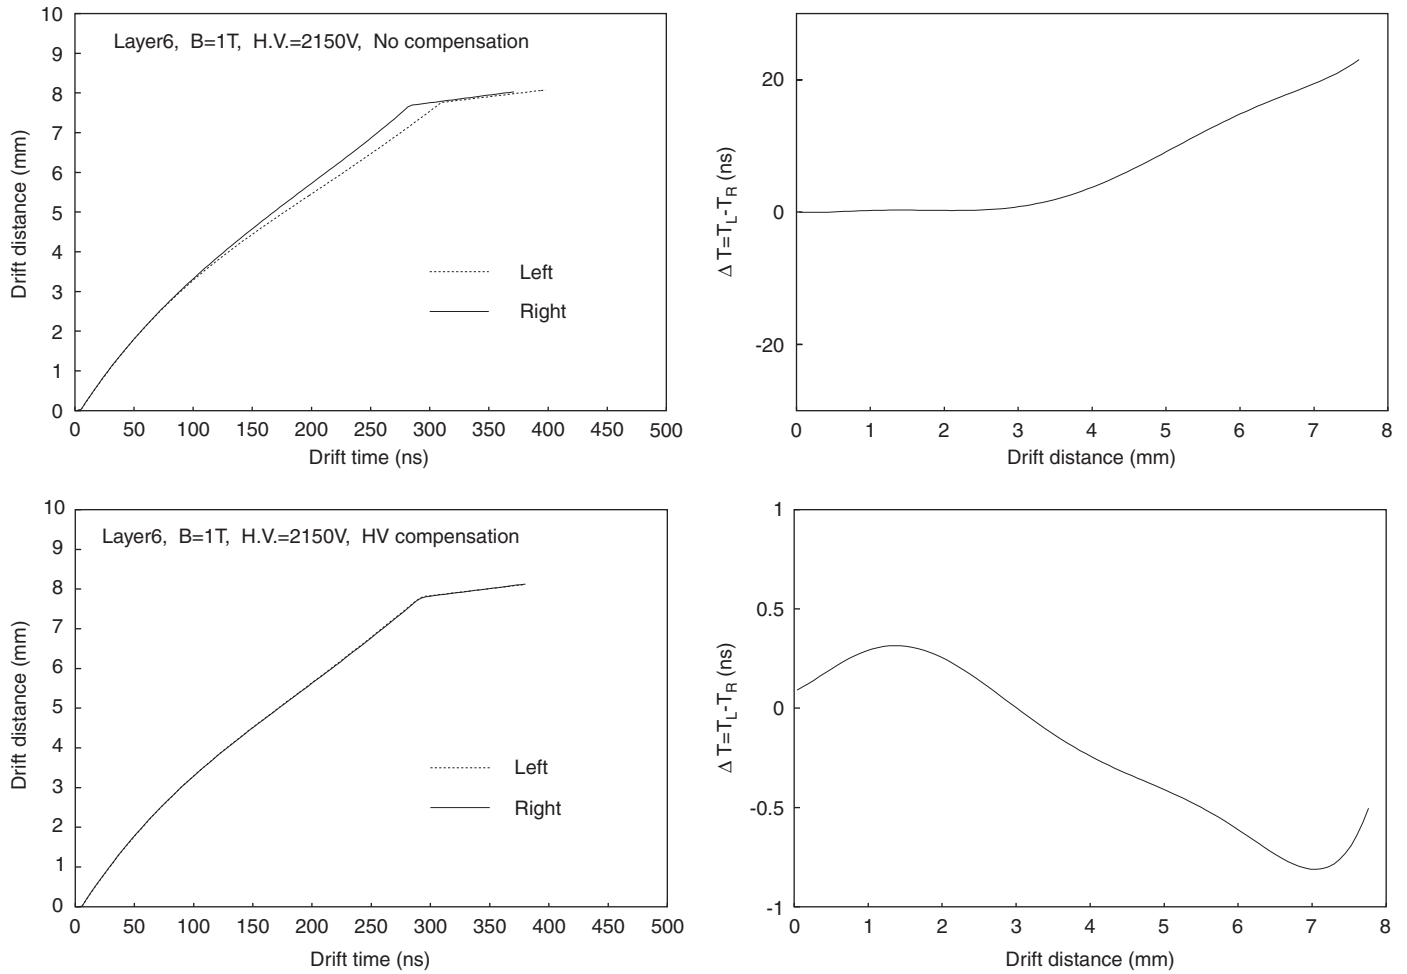 10
9
8
7
6
5
4
3
2
1
0
Drift distance (mm)
Layer6, B=1T, H.V.=2150V, No compensation
Left
Right
0 50 100 150 200 250 300 350 400 450 500
Drift time (ns)
20
0
-20
Δ T=T_L-T_R (ns)
0 1 2 3 4 5 6 7 8
Drift distance (mm)
10
9
8
7
6
5
4
3
2
1
0
Drift distance (mm)
Layer6, B=1T, H.V.=2150V, HV compensation
Left
Right
0 50 100 150 200 250 300 350 400 450 500
Drift time (ns)
1
0.5
0
-0.5
-1
Δ T=T_L-T_R (ns)
0 1 2 3 4 5 6 7 8
Drift distance (mm)